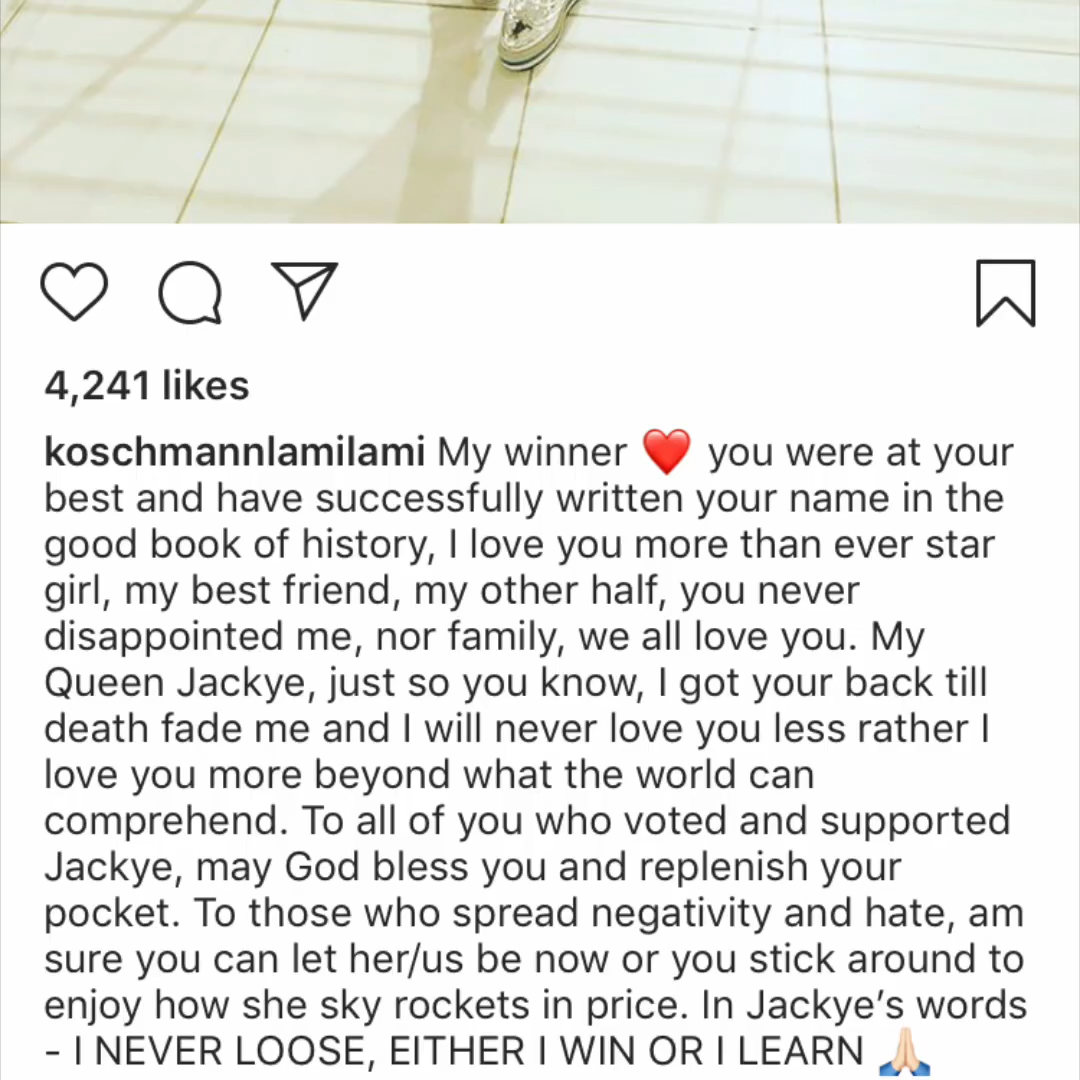 4,241 likes
koschmannlamilami My winner ❤️ you were at your
best and have successfully written your name in the
good book of history, I love you more than ever star
girl, my best friend, my other half, you never
disappointed me, nor family, we all love you. My
Queen Jackye, just so you know, I got your back till
death fade me and I will never love you less rather I
love you more beyond what the world can
comprehend. To all of you who voted and supported
Jackye, may God bless you and replenish your
pocket. To those who spread negativity and hate, am
sure you can let her/us be now or you stick around to
enjoy how she sky rockets in price. In Jackye’s words
- I NEVER LOOSE, EITHER I WIN OR I LEARN 🙏🏻